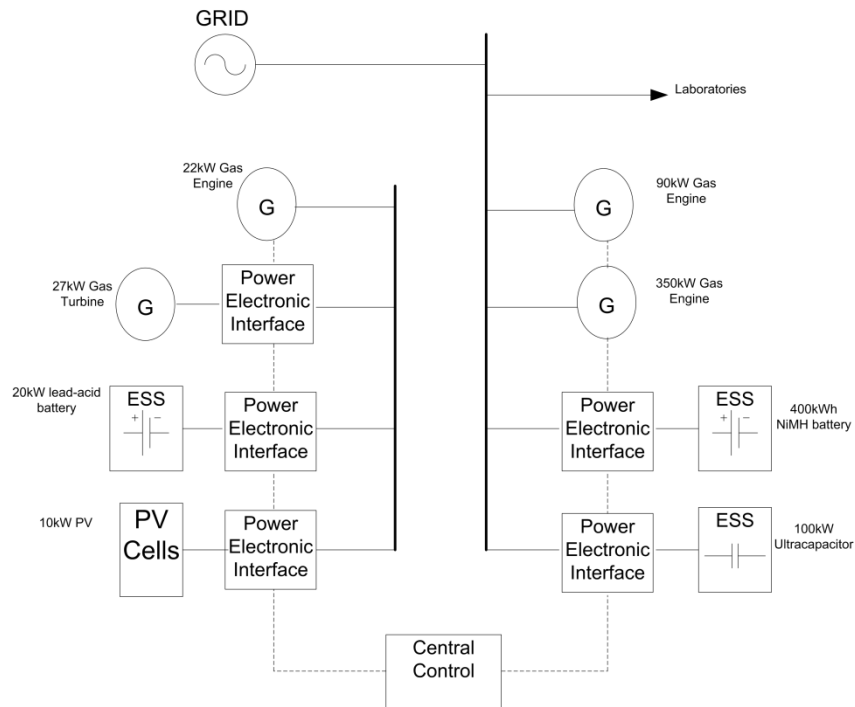 GRID
Laboratories
22kW Gas
Engine
G
90kW Gas
Engine
G
27kW Gas
Turbine
G
Power
Electronic
Interface
350kW Gas
Engine
G
20kW lead-acid
battery
ESS
+ −
Power
Electronic
Interface
Power
Electronic
Interface
ESS
+ −
400kWh
NiMH battery
10kW PV
PV
Cells
Power
Electronic
Interface
Power
Electronic
Interface
ESS
100kW
Ultracapacitor
Central
Control